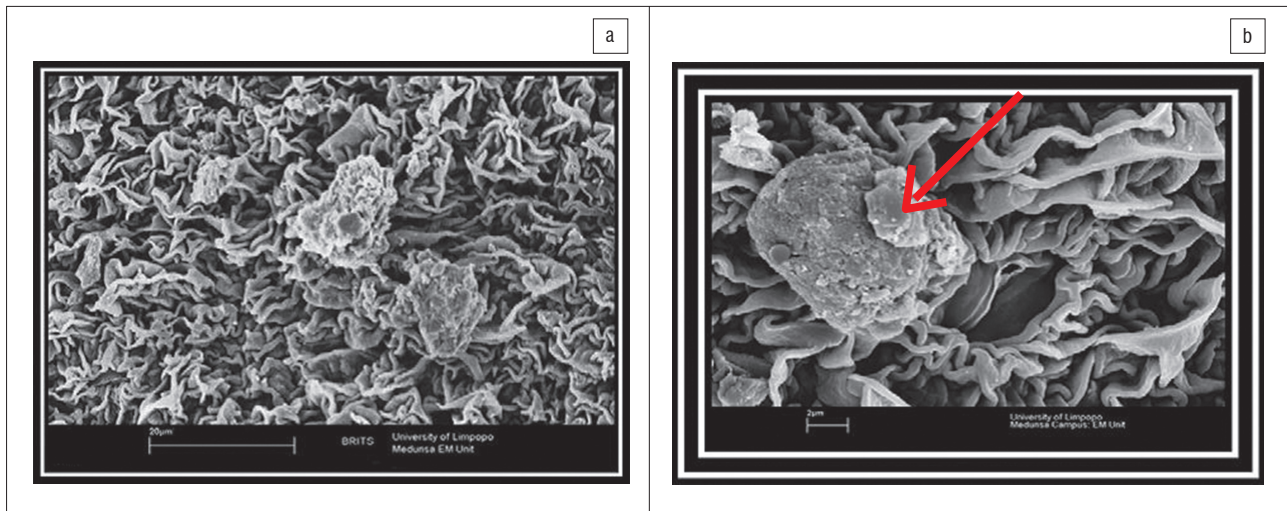 a
b
20µm
BRITS
University of Limpopo
Medunsa EM Unit
2µm
University of Limpopo
Medunsa Campus: EM Unit